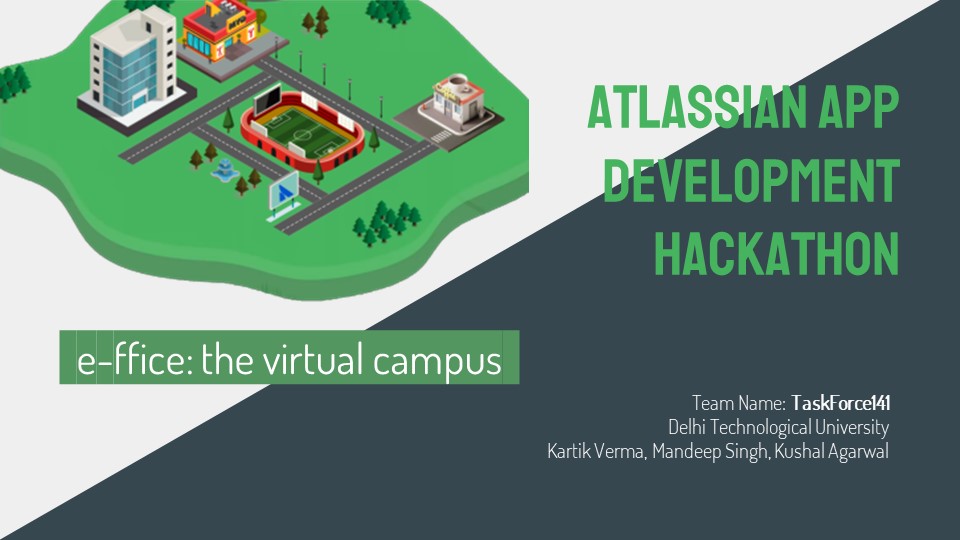 ATLASSIAN APP
DEVELOPMENT
HACKATHON
e-ffice: the virtual campus
Team Name: TaskForce141
Delhi Technological University
Kartik Verma, Mandeep Singh, Kushal Agarwal